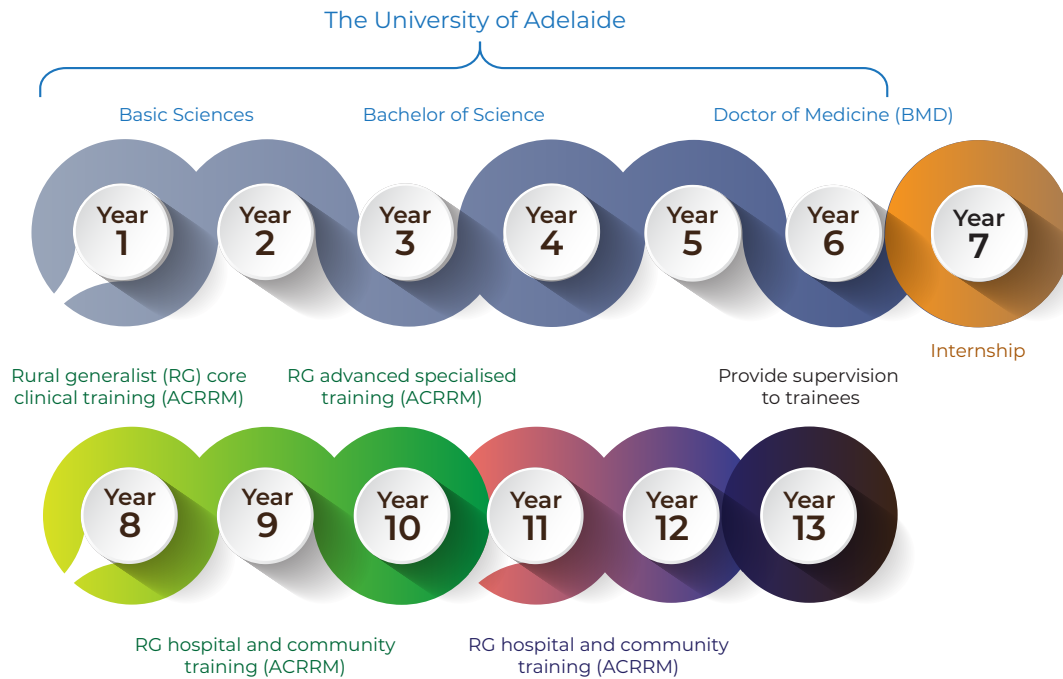 The University of Adelaide
Basic Sciences
Bachelor of Science
Doctor of Medicine (BMD)
Year
1
Year
2
Year
3
Year
4
Year
5
Year
6
Year
7
Internship
Rural generalist (RG) core
clinical training (ACRRM)
RG advanced specialised
training (ACRRM)
Provide supervision
to trainees
Year
8
Year
9
Year
10
Year
11
Year
12
Year
13
RG hospital and community
training (ACRRM)
RG hospital and community
training (ACRRM)